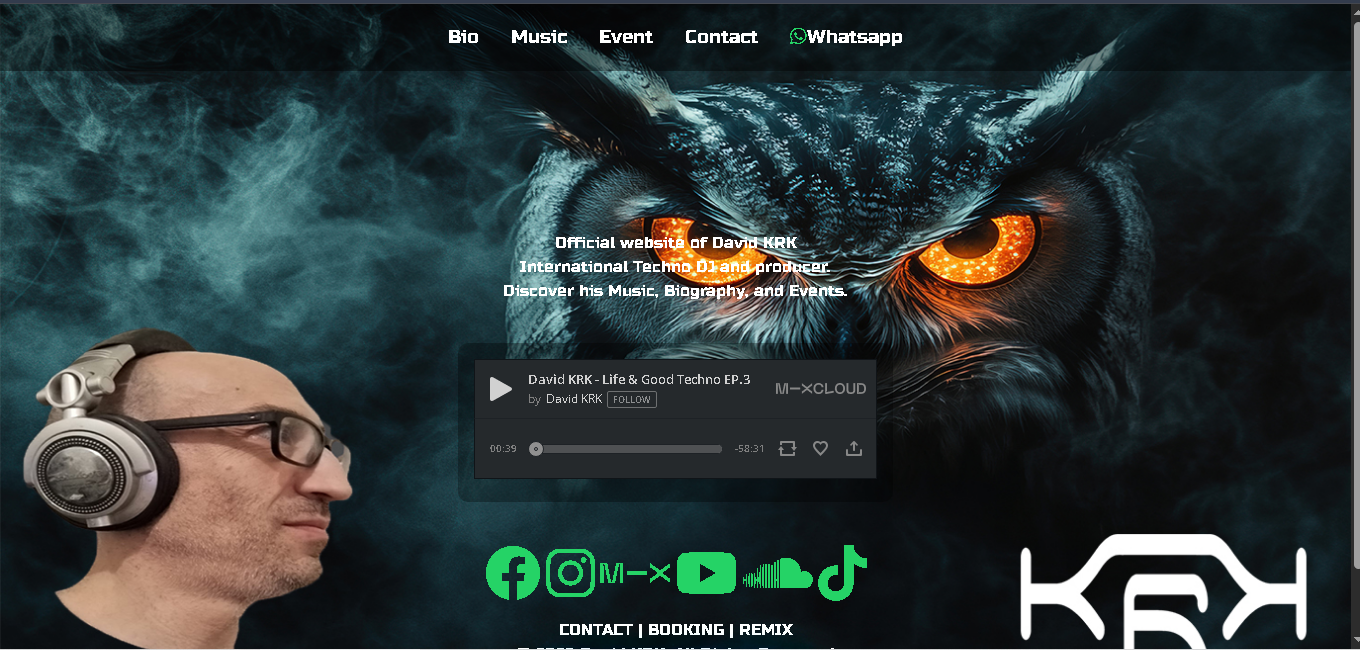 Bio Music Event Contact Whatsapp
Official website of David KRK
International Techno DJ and producer.
Discover his Music, Biography, and Events.
David KRK - Life & Good Techno EP.3
M-XCLOUD
by David KRK FOLLOW
00:39 -58:31
M-X
KRK
CONTACT | BOOKING | REMIX